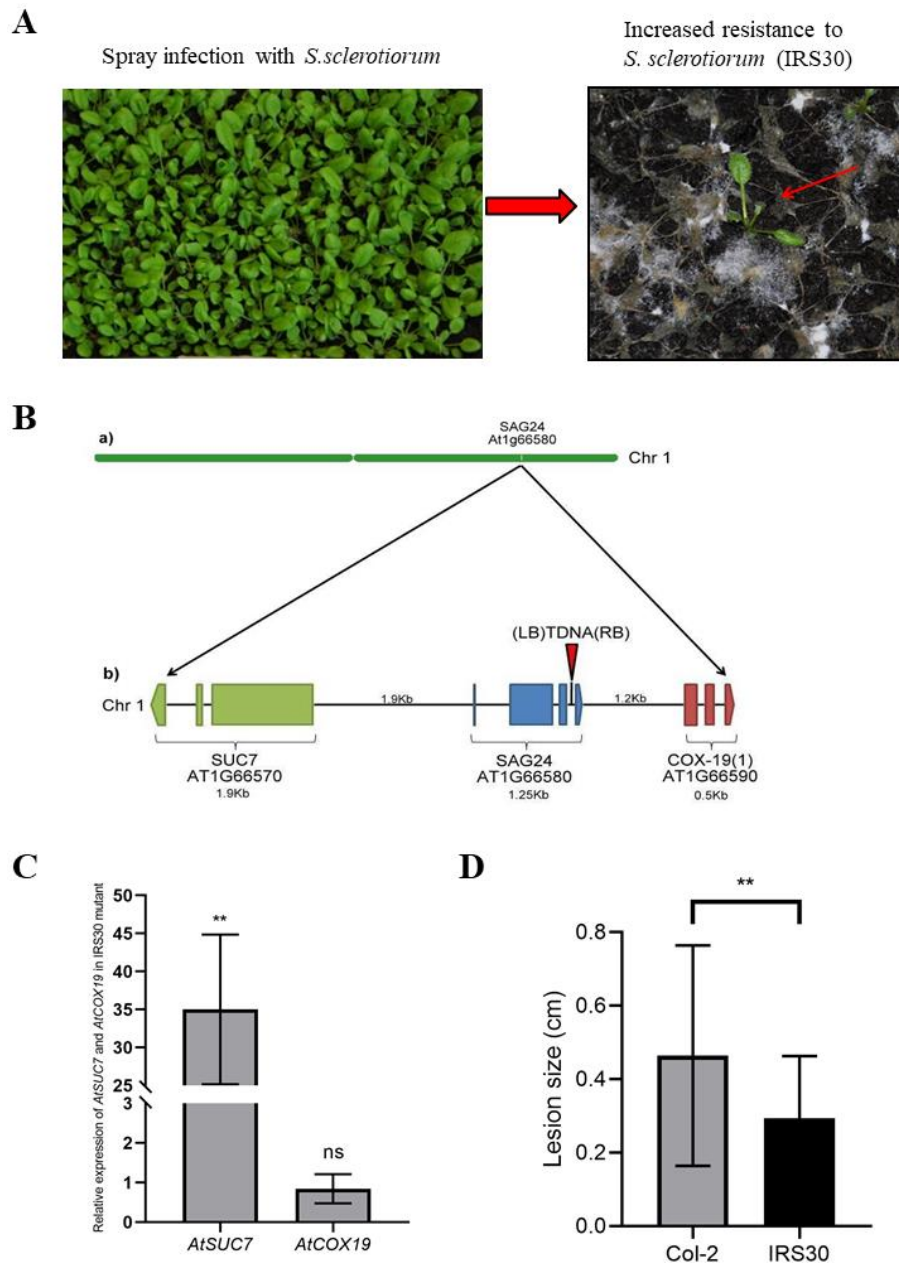 A
Spray infection with S.sclerotiorum
Increased resistance to
S. sclerotiorum (IRS30)
B
a)
SAG24
At1g66580
Chr 1
(LB)TDNA(RB)
b)
Chr 1
1.9Kb
1.2Kb
SUC7
AT1G66570
1.9Kb
SAG24
AT1G66580
1.25Kb
COX-19(1)
AT1G66590
0.5Kb
C
Relative expression of AtSUC7 and AtCOX19 in IRS30 mutant
50
45
40
35
30
25
3
2
1
0
**
ns
AtSUC7
AtCOX19
D
**
Lesion size (cm)
0.8
0.6
0.4
0.2
0.0
Col-2
IRS30